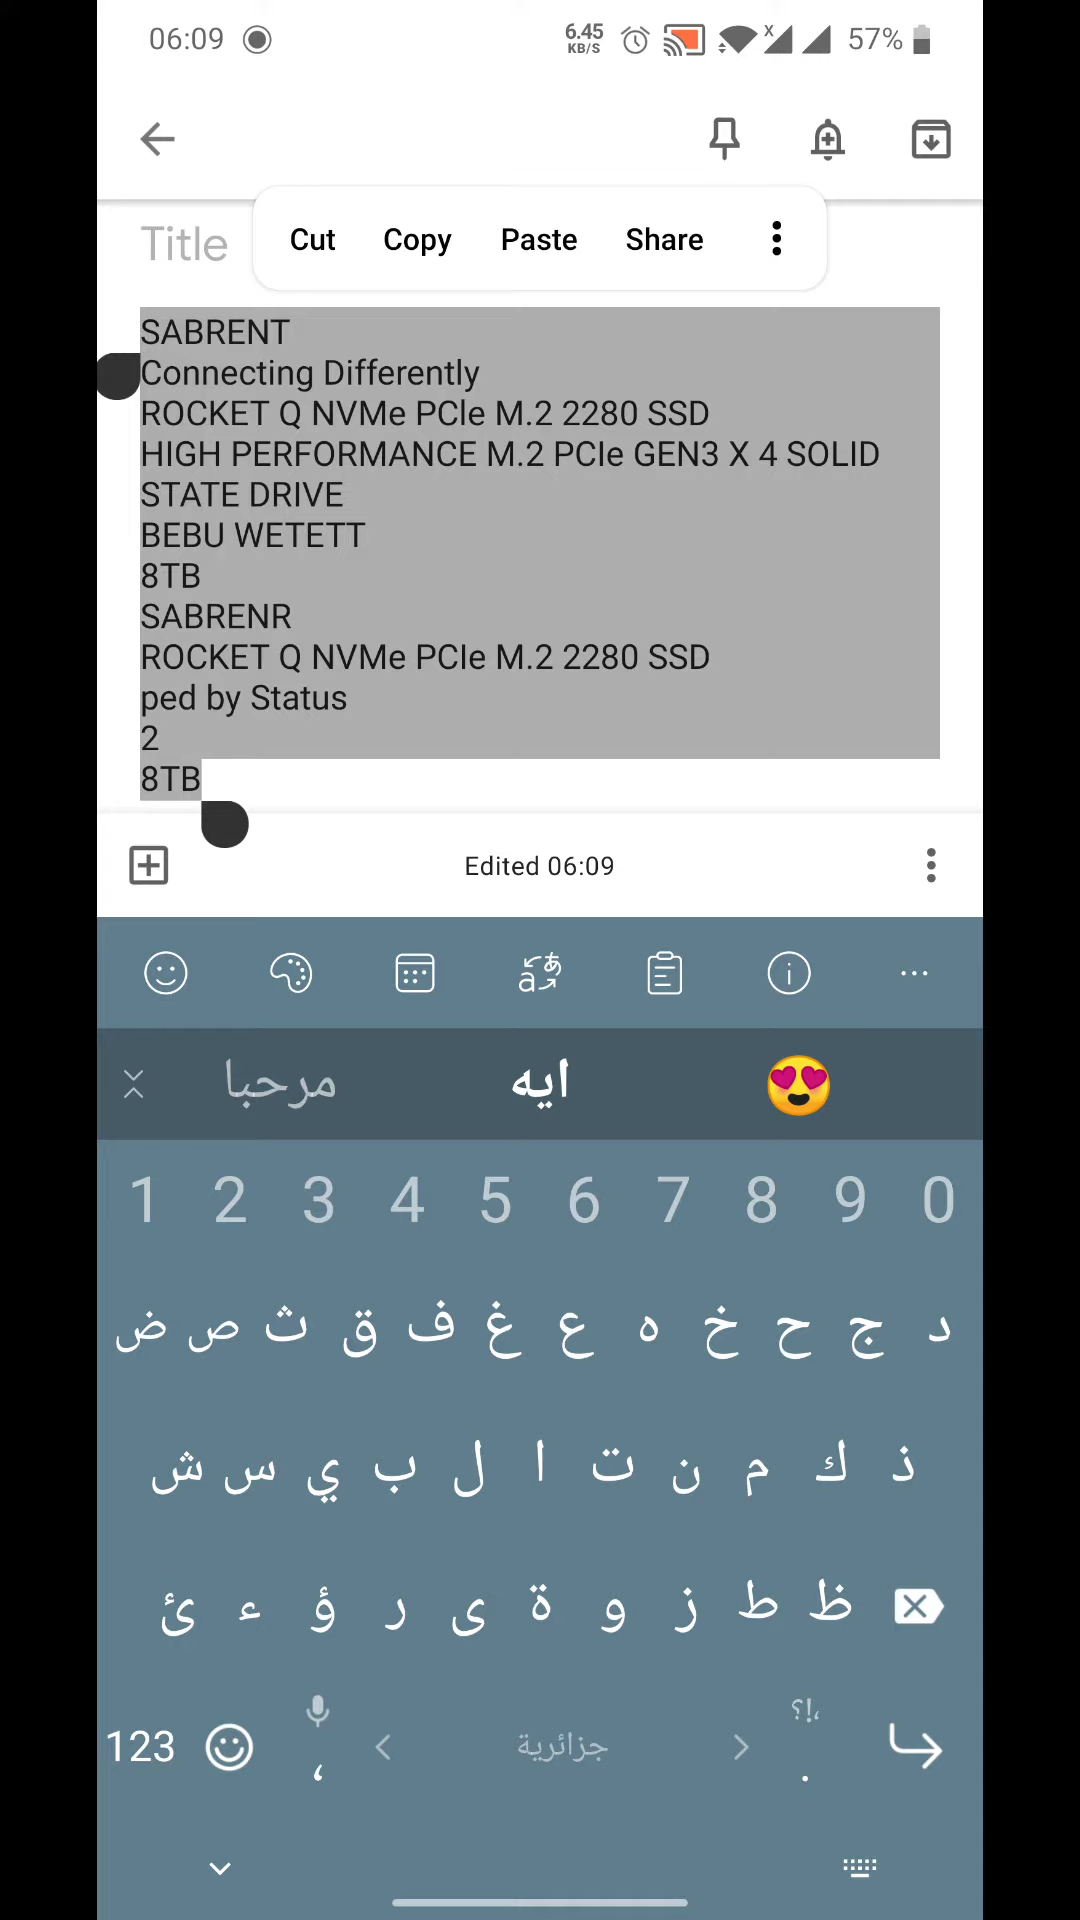 06:09 6.45 KB/S 57%
Title Cut Copy Paste Share
SABRENT
Connecting Differently
ROCKET Q NVMe PCle M.2 2280 SSD
HIGH PERFORMANCE M.2 PCIe GEN3 X 4 SOLID
STATE DRIVE
BEBU WETETT
8TB
SABRENR
ROCKET Q NVMe PCIe M.2 2280 SSD
ped by Status
2
8TB
Edited 06:09
مرحبا ايه 😍
1 2 3 4 5 6 7 8 9 0
ض ص ث ق ف غ ع ه خ ح ج د
ش س ي ب ل ا ت ن م ك ذ
ئ ء ؤ ر ى ة و ز ط ظ
123 ، جزائرية . ،!؟